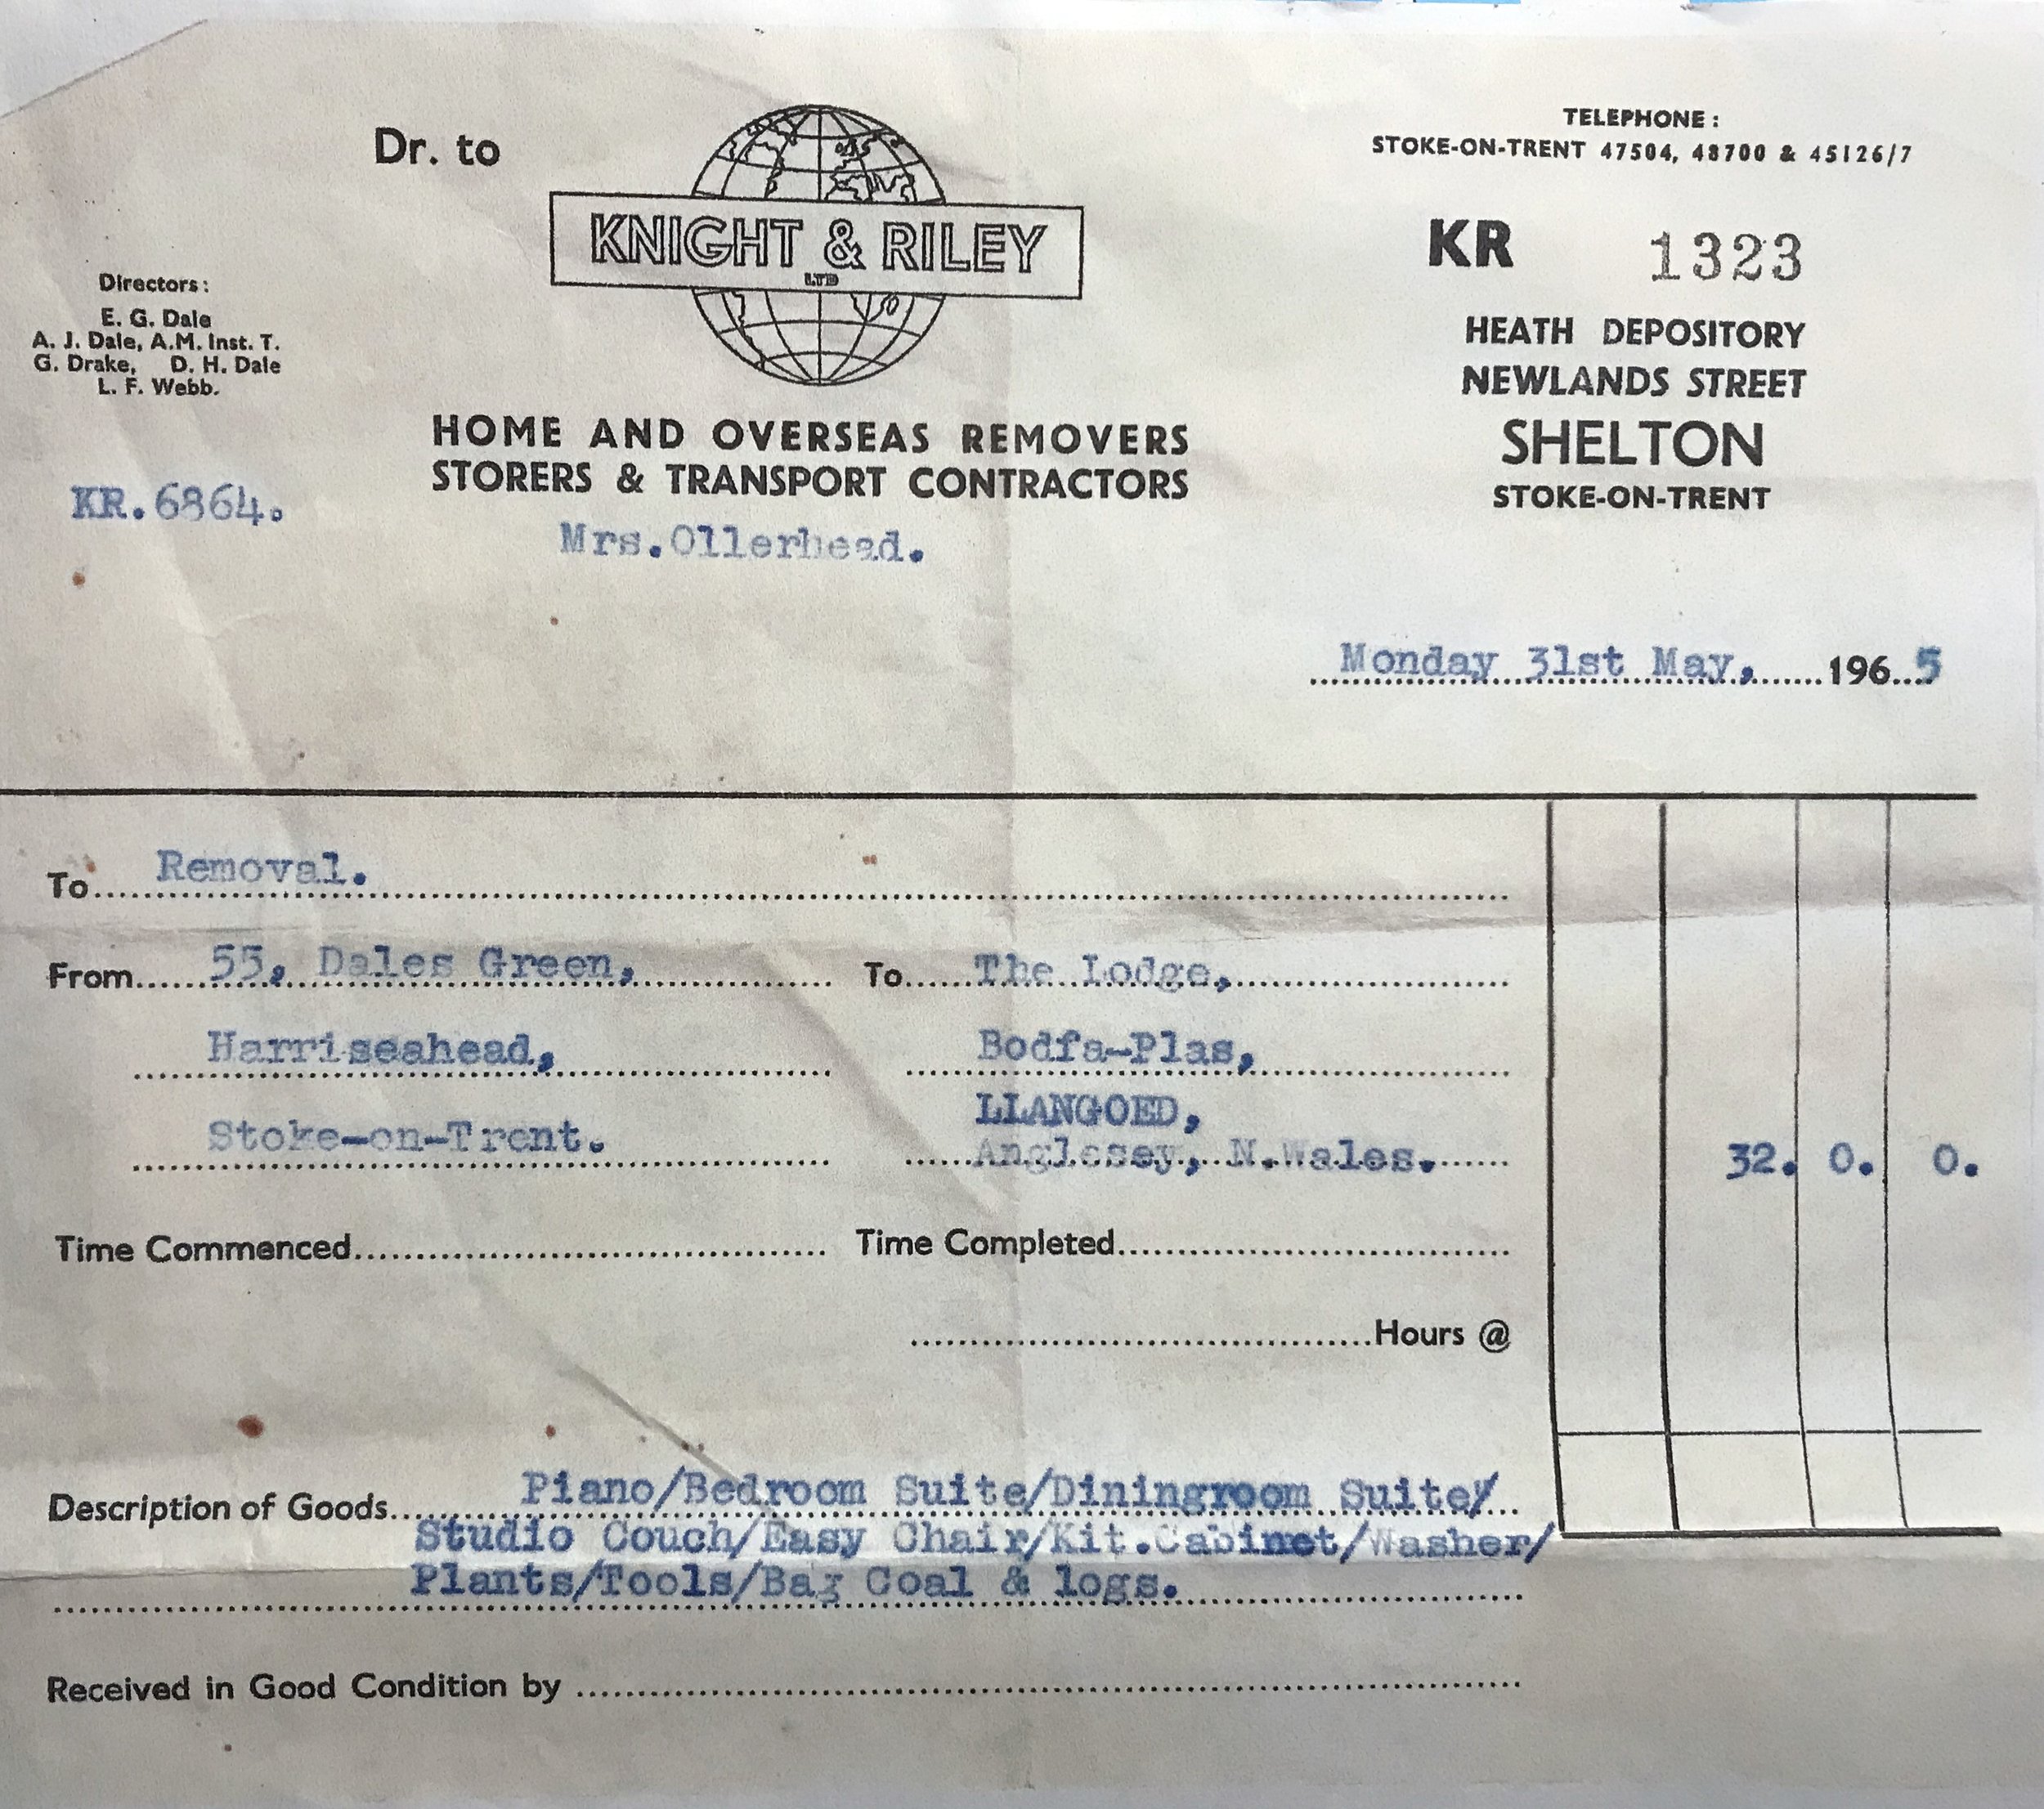 Dr. to
KNIGHT & RILEY
LTD
TELEPHONE :
STOKE-ON-TRENT 47504, 48700 & 45126/7
KR 1323
HEATH DEPOSITORY
NEWLANDS STREET
SHELTON
STOKE-ON-TRENT
Directors :
E. G. Dale
A. J. Dale, A.M. Inst. T.
G. Drake, D. H. Dale
L. F. Webb.
HOME AND OVERSEAS REMOVERS
STORERS & TRANSPORT CONTRACTORS
KR.6864.
Mrs.Ollerhead.
Monday 31st May, 1965
To Removal.
From 55, Dales Green, To The Lodge,
Harriseahead, Bodfa-Plas,
LLANGOED,
Stoke-on-Trent. Anglesey, N.Wales. 32. 0. 0.
Time Commenced Time Completed
Hours @
Description of Goods Piano/Bedroom Suite/Diningroom Suite/
Studio Couch/Easy Chair/Kit.Cabinet/Washer/
Plants/Tools/Bag Coal & logs.
Received in Good Condition by